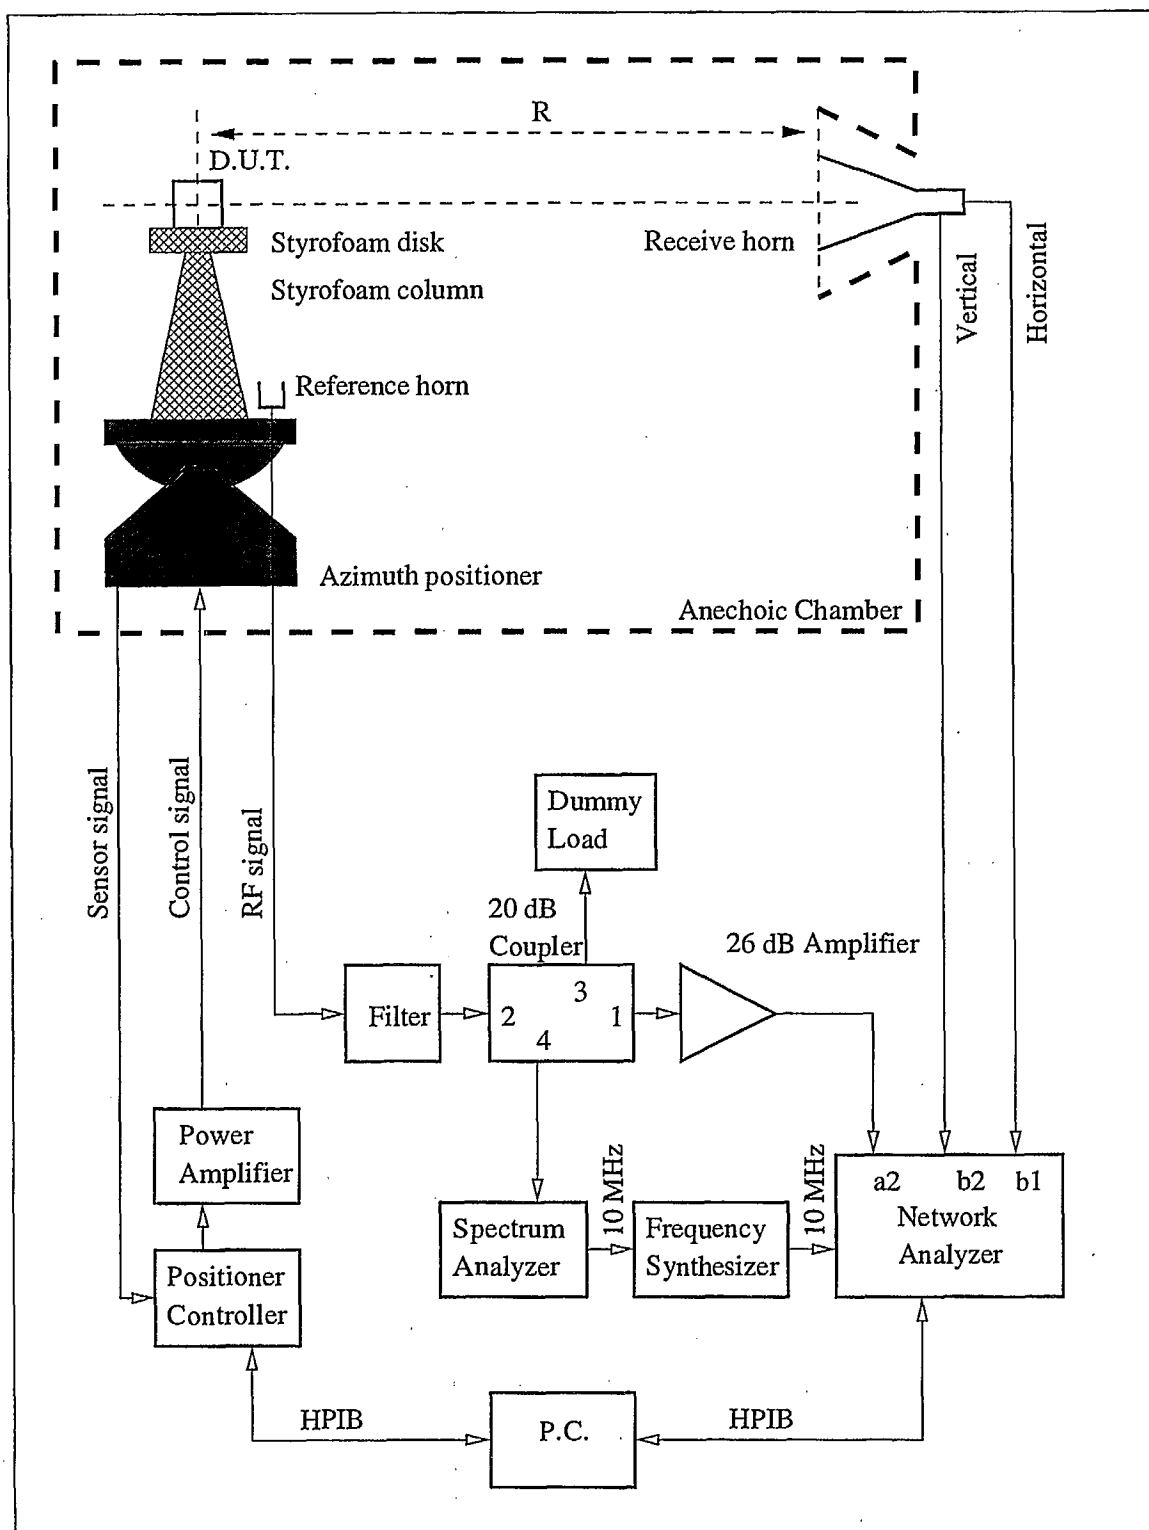 R
D.U.T.
Styrofoam disk
Receive horn
Styrofoam column
Vertical
Horizontal
Reference horn
Azimuth positioner
Anechoic Chamber
Sensor signal
Control signal
RF signal
Dummy
Load
20 dB
Coupler
26 dB Amplifier
Filter
2
3
1
4
Power
Amplifier
10 MHz
10 MHz
a2
b2
b1
Network
Analyzer
Spectrum
Analyzer
Frequency
Synthesizer
Positioner
Controller
HPIB
P.C.
HPIB